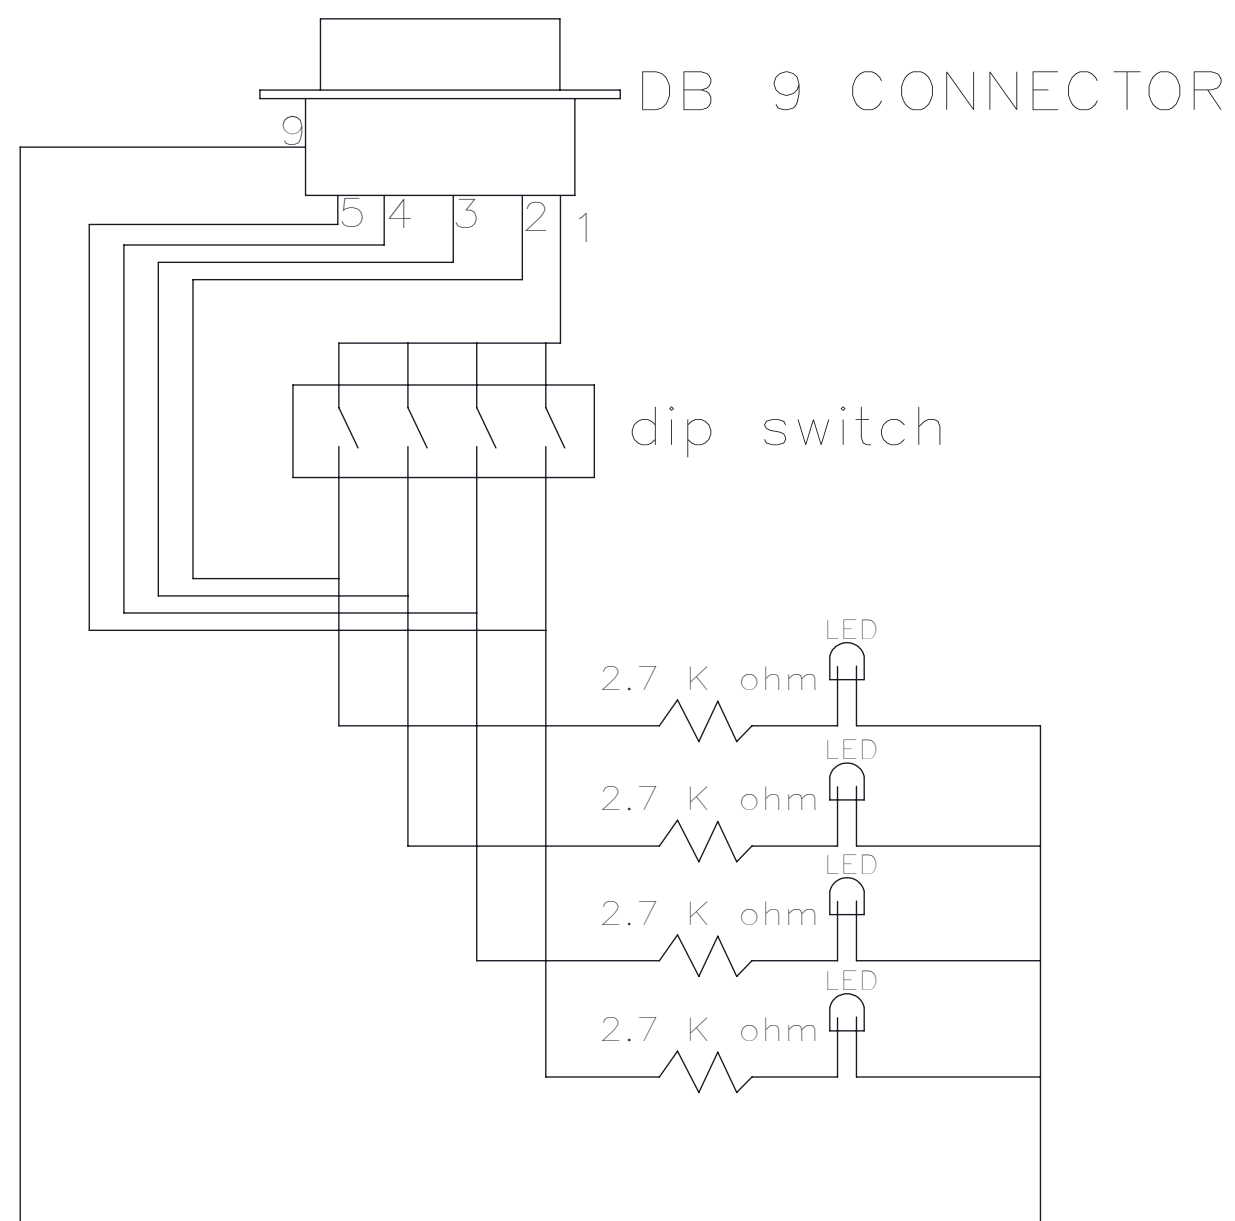 DB 9 CONNECTOR
9
5 4 3 2 1
dip switch
LED
2.7 K ohm
LED
2.7 K ohm
LED
2.7 K ohm
LED
2.7 K ohm